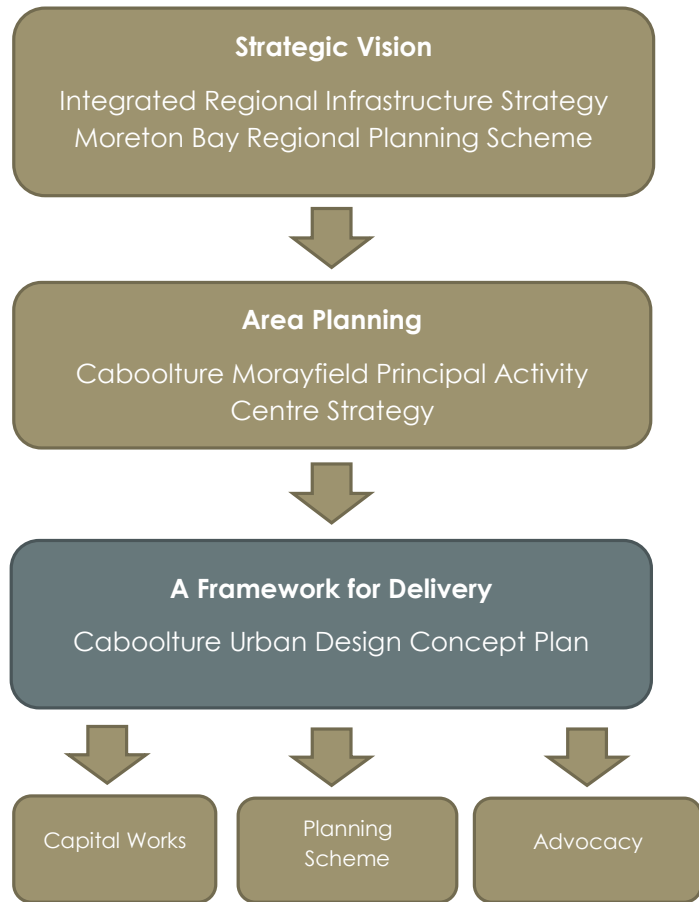 Strategic Vision
Integrated Regional Infrastructure Strategy
Moreton Bay Regional Planning Scheme
Area Planning
Caboolture Morayfield Principal Activity
Centre Strategy
A Framework for Delivery
Caboolture Urban Design Concept Plan
Capital Works
Planning
Scheme
Advocacy